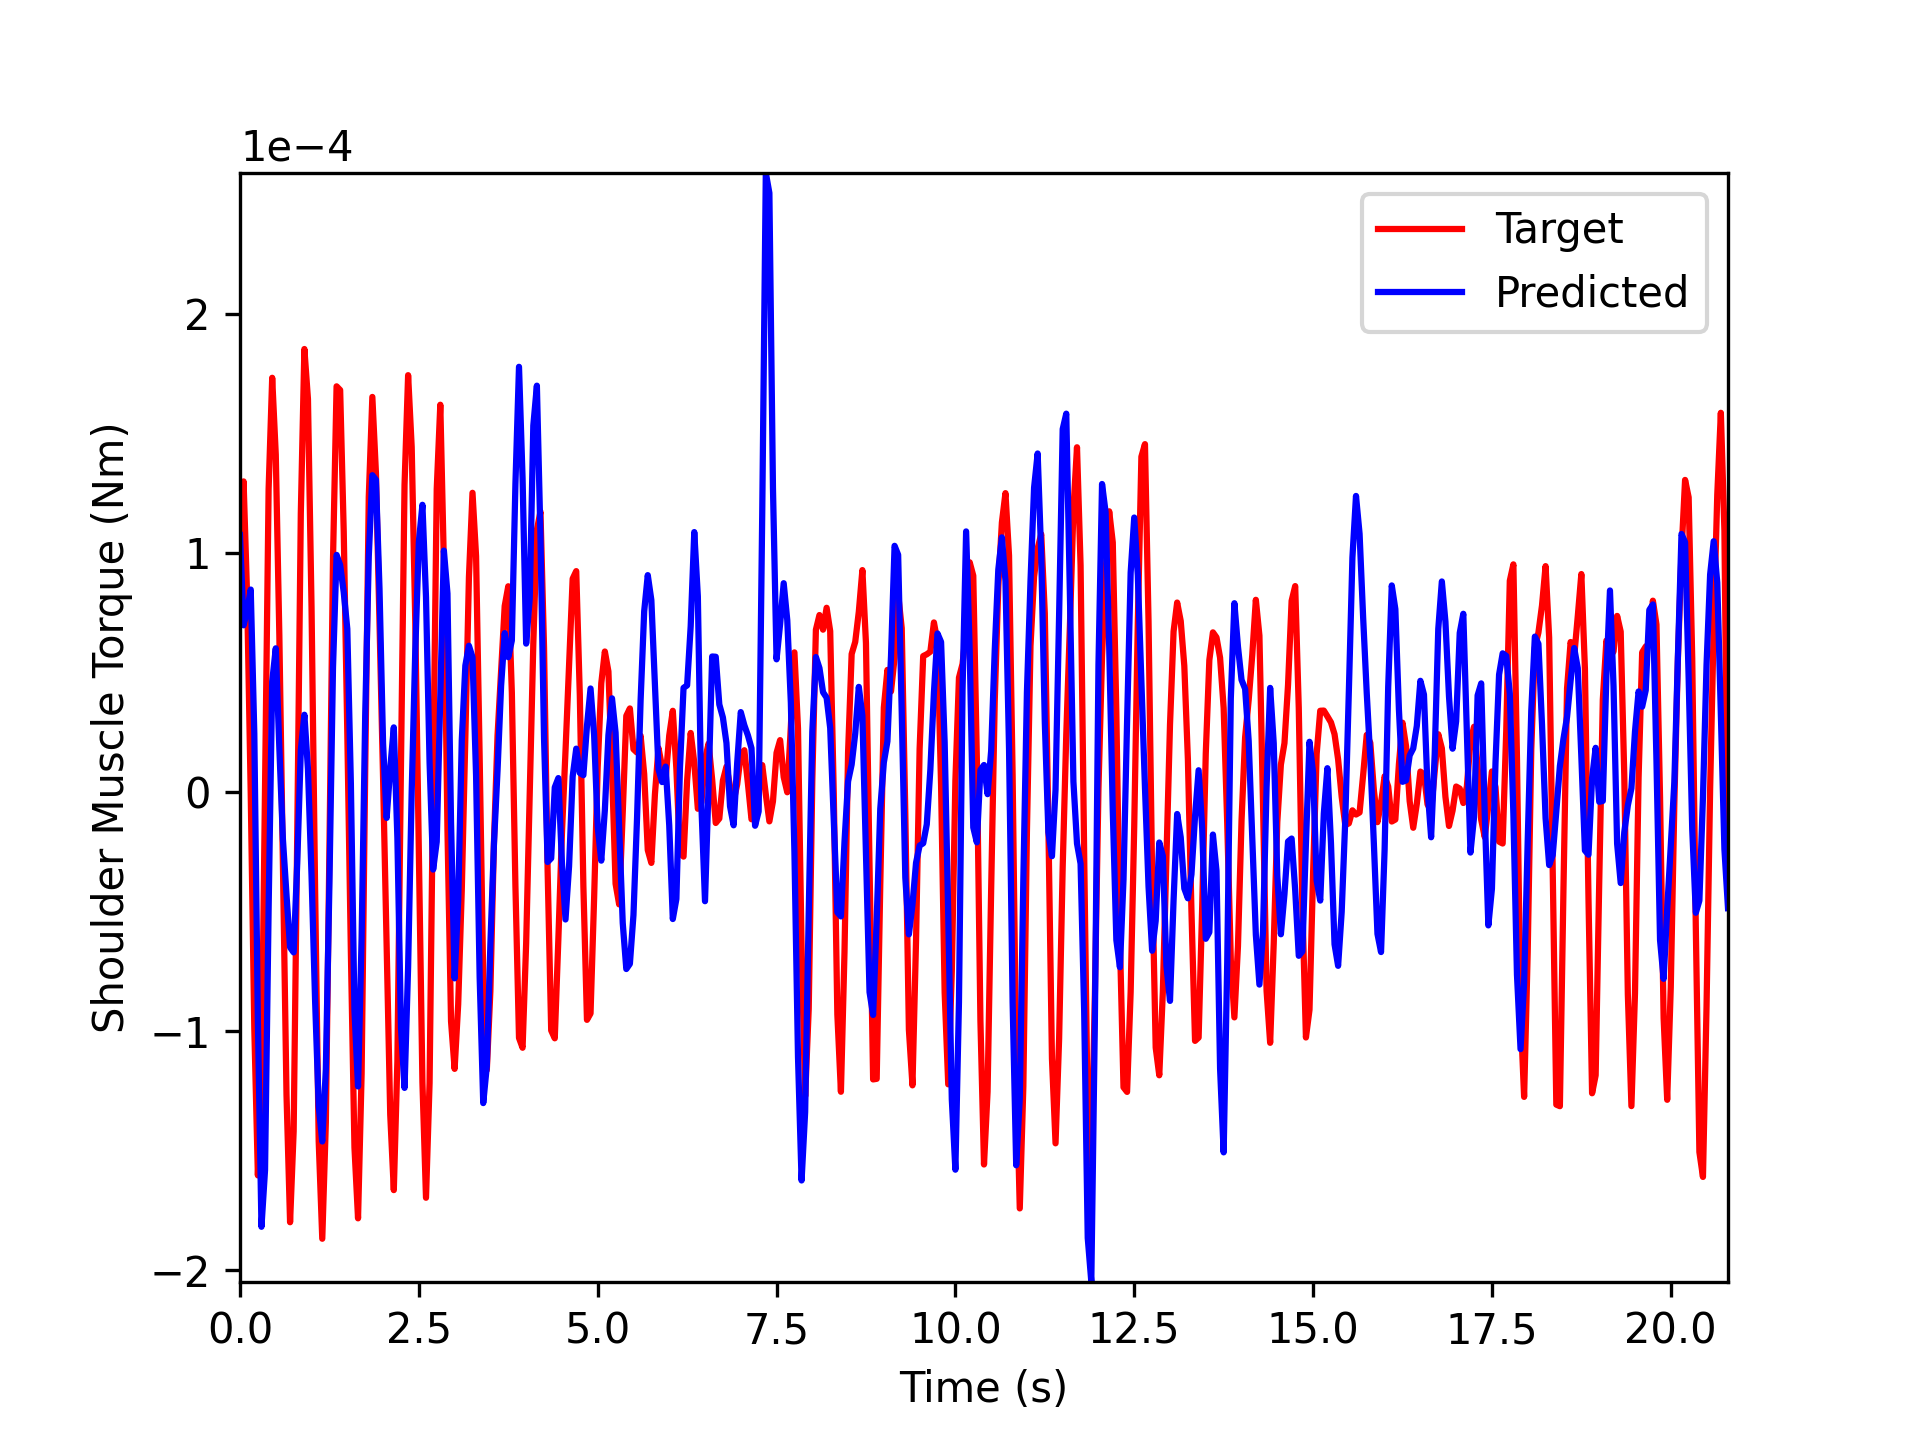 1e−4
Target
Predicted
2
1
0
−1
−2
Shoulder Muscle Torque (Nm)
0.0 2.5 5.0 7.5 10.0 12.5 15.0 17.5 20.0
Time (s)